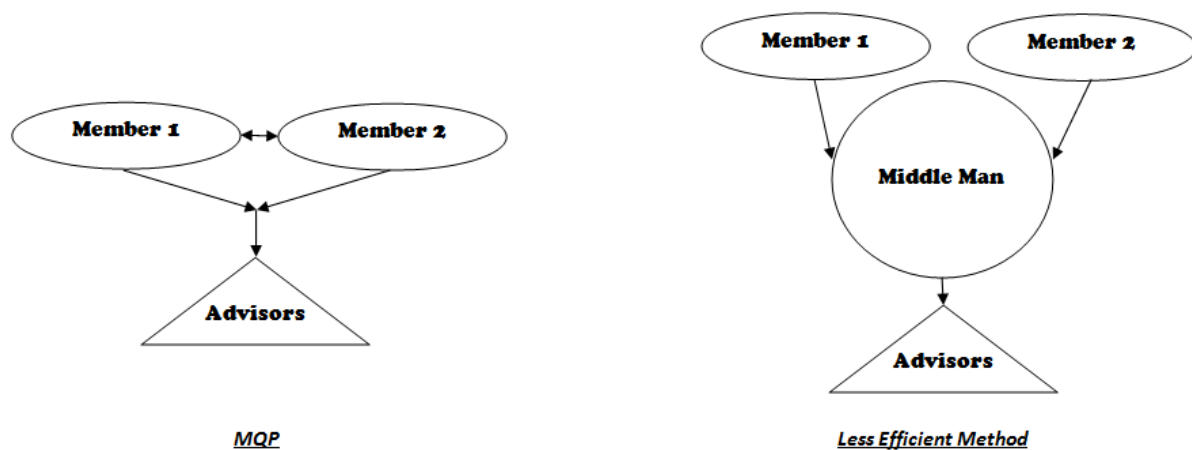 Member 1
Member 2
Advisors
MQP
Member 1
Member 2
Middle Man
Advisors
Less Efficient Method